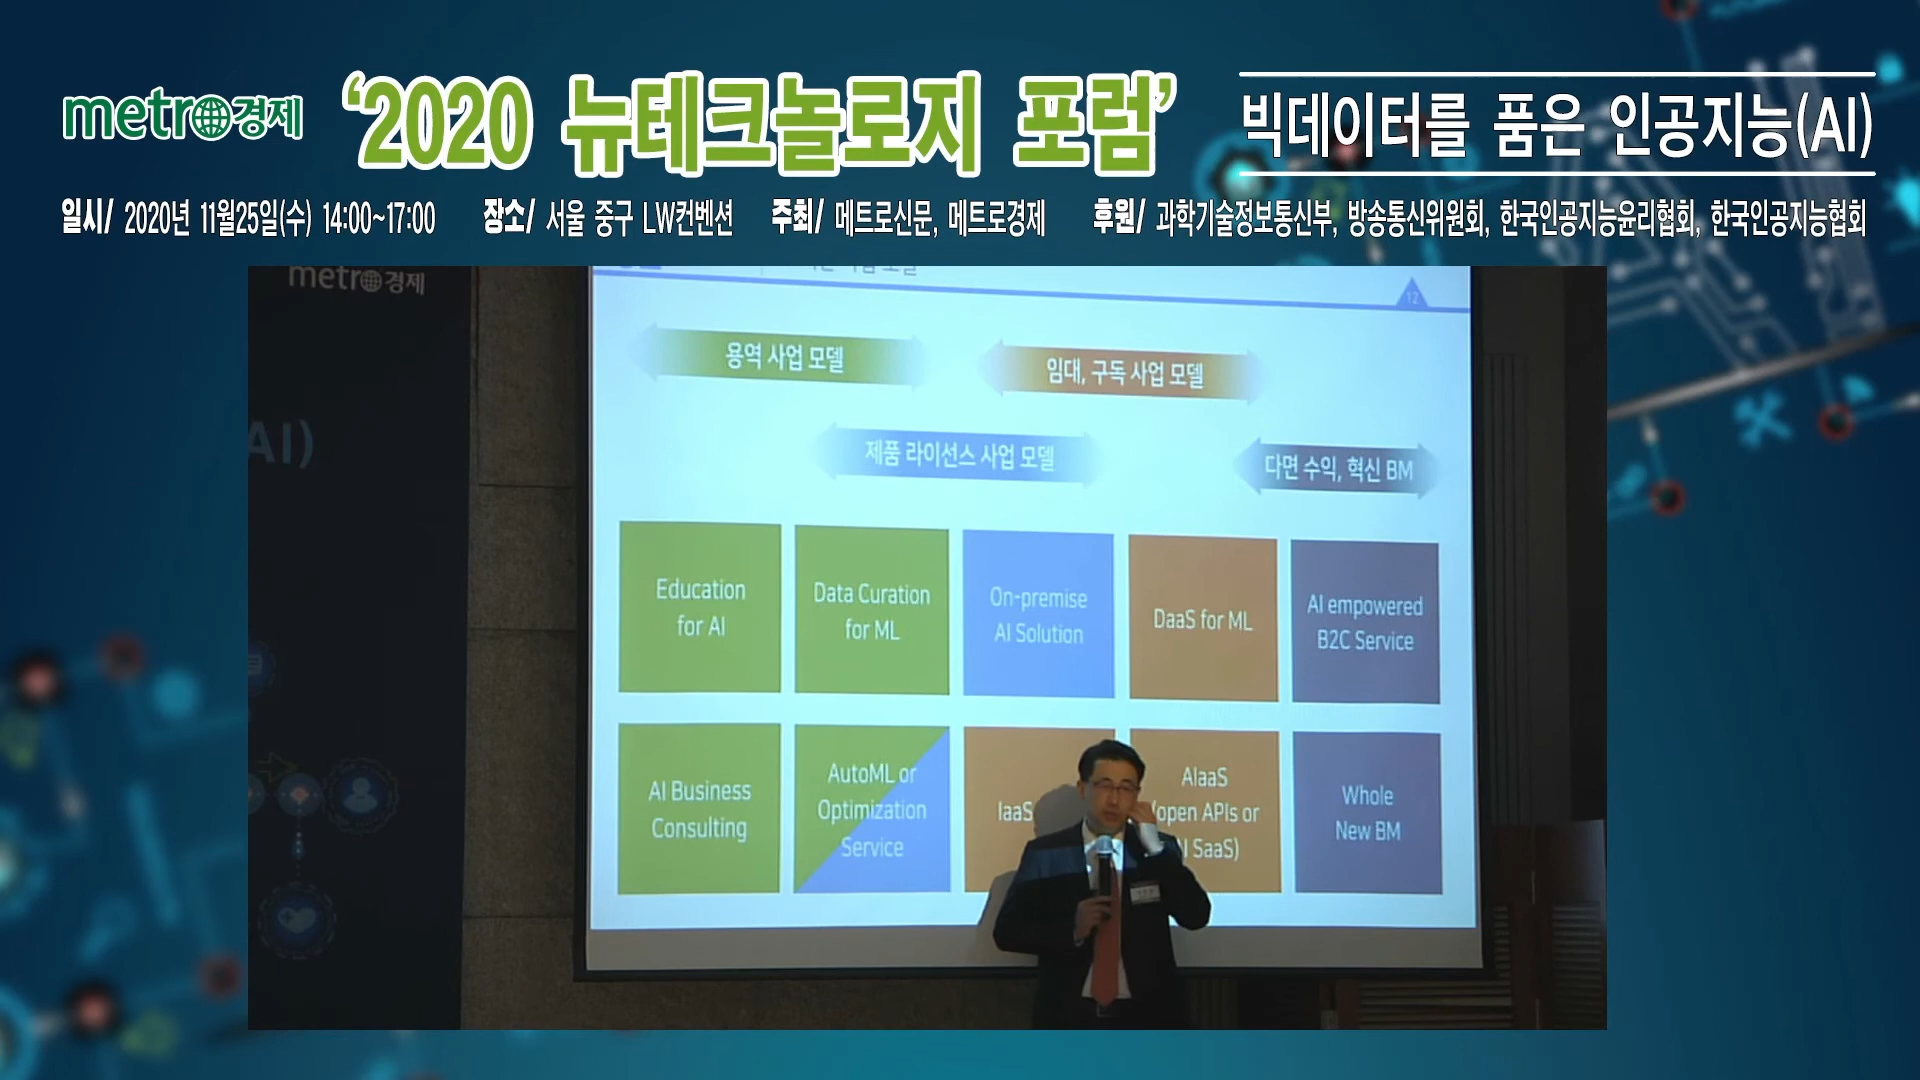 metro경제
‘2020 뉴테크놀로지 포럼’
빅데이터를 품은 인공지능(AI)
일시/ 2020년 11월25일(수) 14:00~17:00 장소/ 서울 중구 LW컨벤션 주최/ 메트로신문, 메트로경제 후원/ 과학기술정보통신부, 방송통신위원회, 한국인공지능윤리협회, 한국인공지능협회
metro경제
AI)
12
용역 사업 모델
임대, 구독 사업 모델
제품 라이선스 사업 모델
다면 수익, 혁신 BM
Education
for AI
Data Curation
for ML
On-premise
AI Solution
DaaS for ML
AI empowered
B2C Service
AI Business
Consulting
AutoML or
Optimization
Service
IaaS
AIaaS
(open APIs or
SaaS)
Whole
New BM